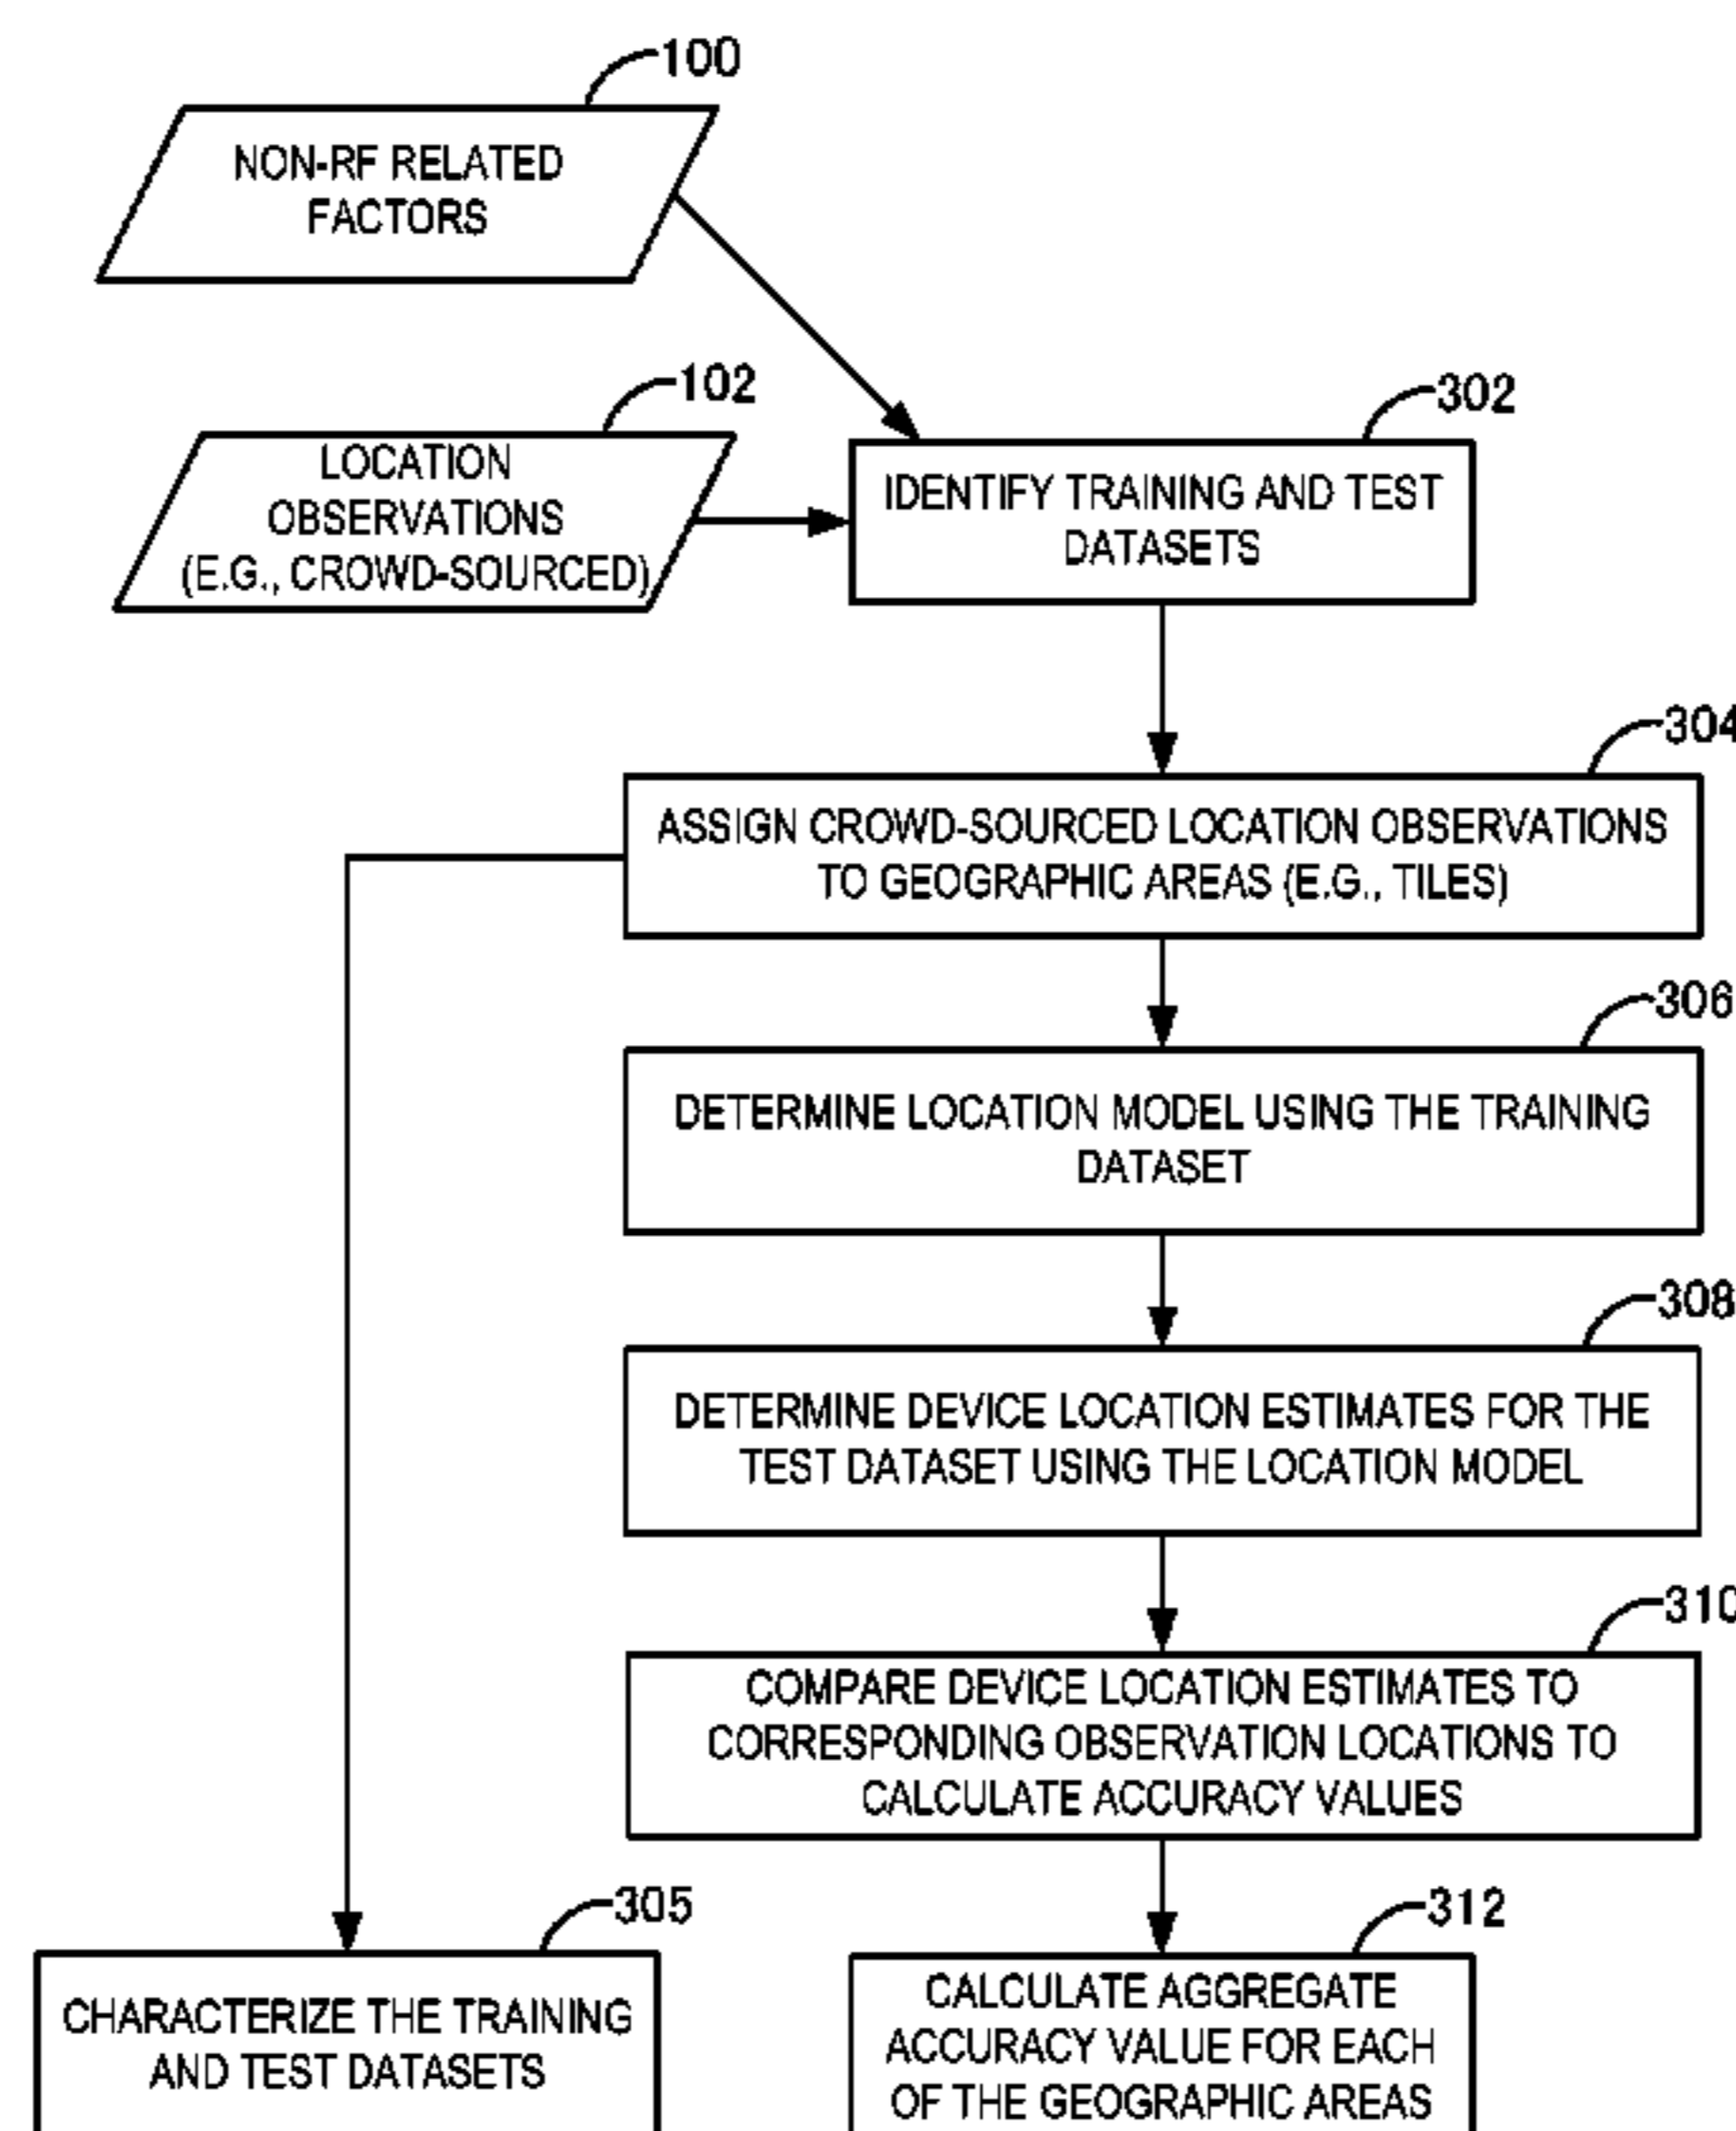 100
NON-RF RELATED
FACTORS
102
LOCATION
OBSERVATIONS
(E.G., CROWD-SOURCED)
302
IDENTIFY TRAINING AND TEST
DATASETS
304
ASSIGN CROWD-SOURCED LOCATION OBSERVATIONS
TO GEOGRAPHIC AREAS (E.G., TILES)
306
DETERMINE LOCATION MODEL USING THE TRAINING
DATASET
308
DETERMINE DEVICE LOCATION ESTIMATES FOR THE
TEST DATASET USING THE LOCATION MODEL
310
COMPARE DEVICE LOCATION ESTIMATES TO
CORRESPONDING OBSERVATION LOCATIONS TO
CALCULATE ACCURACY VALUES
305
CHARACTERIZE THE TRAINING
AND TEST DATASETS
312
CALCULATE AGGREGATE
ACCURACY VALUE FOR EACH
OF THE GEOGRAPHIC AREAS